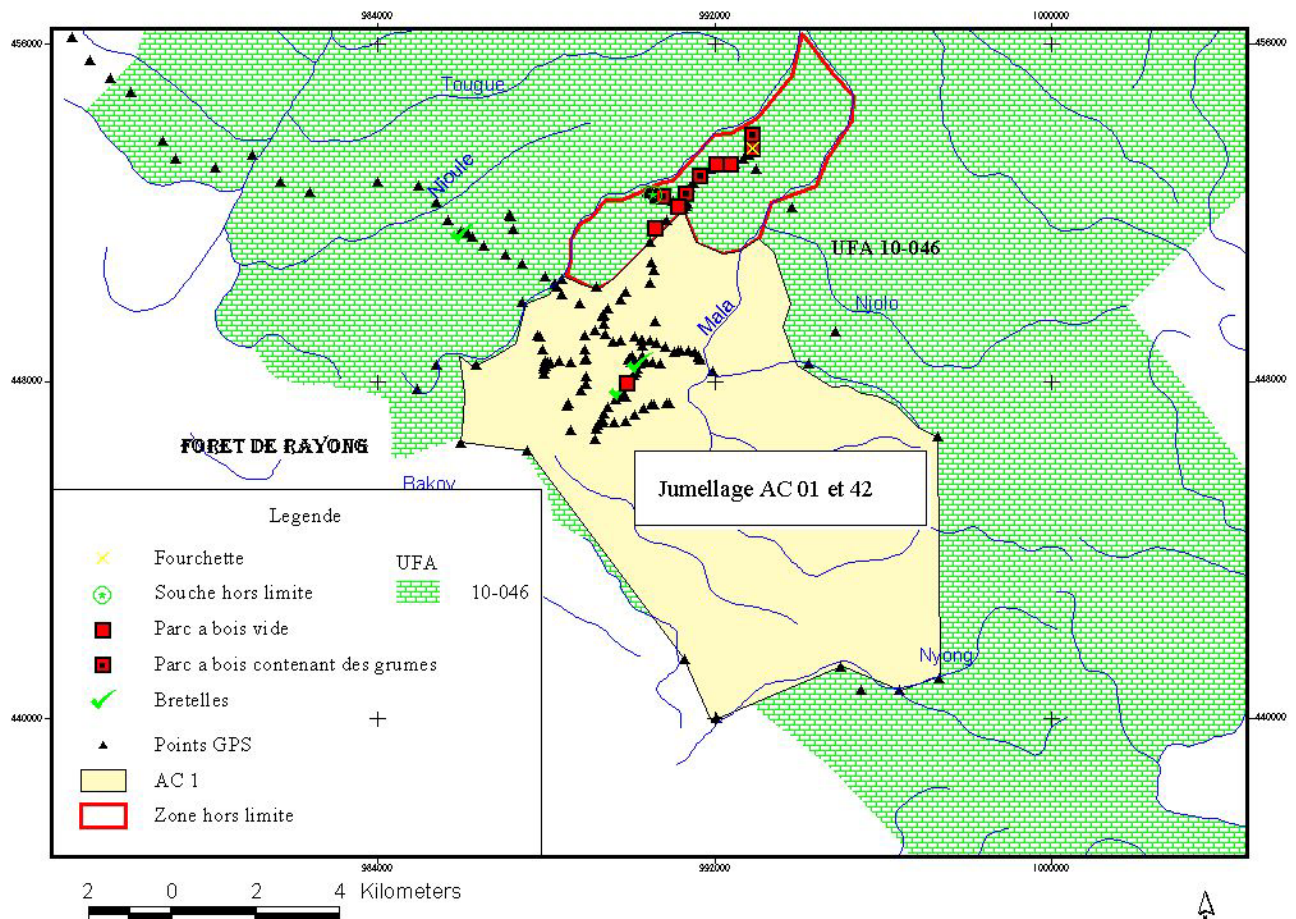 984000 992000 1000000
456000 456000
Tougue
Nioule
UFA 10-046
Njolo
Mala
448000 448000
FORET DE RAYONG
Rakoy
Jumellage AC 01 et 42
Legende
Fourchette
Souche hors limite
Parc a bois vide
Parc a bois contenant des grumes
Bretelles
Points GPS
AC 1
Zone hors limite
UFA
10-046
Nyong
440000 440000
984000 992000 1000000
2 0 2 4 Kilometers